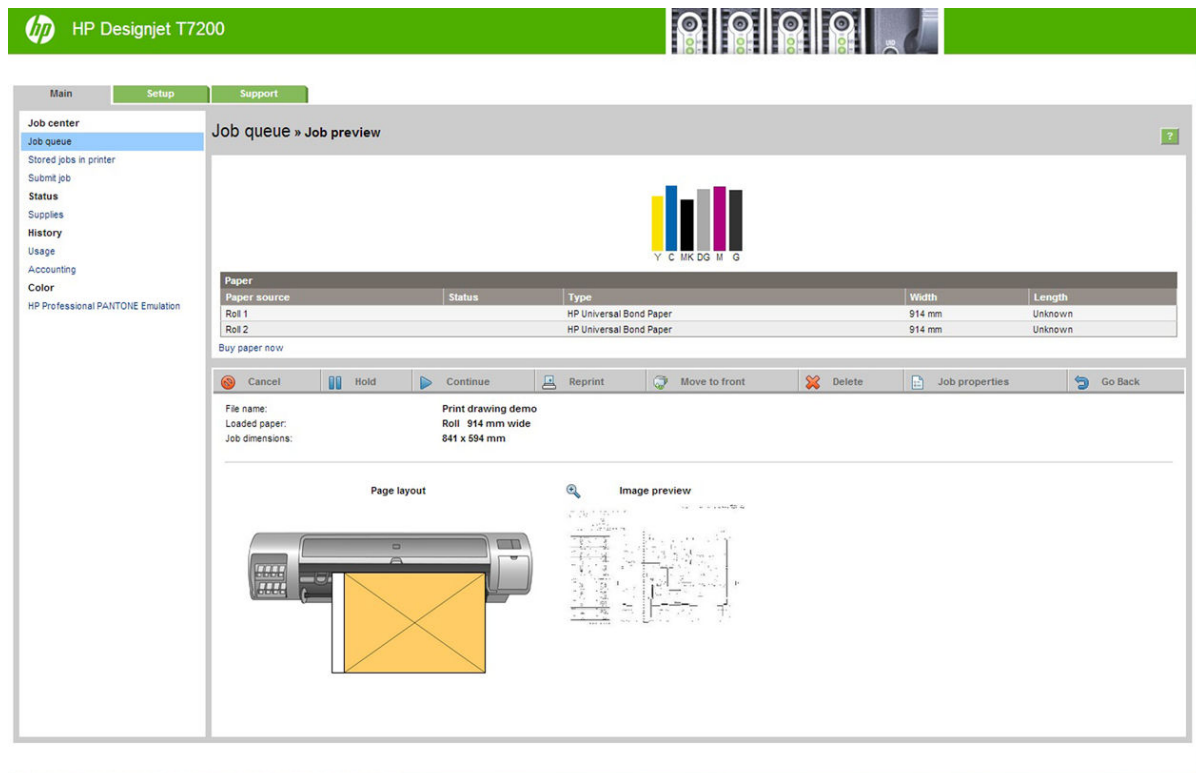 hp HP Designjet T7200
Main Setup Support
Job center
Job queue
Stored jobs in printer
Submit job
Status
Supplies
History
Usage
Accounting
Color
HP Professional PANTONE Emulation
Job queue » Job preview
?
Y C MK DG M G
Paper
Paper source Status Type Width Length
Roll 1 HP Universal Bond Paper 914 mm Unknown
Roll 2 HP Universal Bond Paper 914 mm Unknown
Buy paper now
Cancel Hold Continue Reprint Move to front Delete Job properties Go Back
File name: Print drawing demo
Loaded paper: Roll 914 mm wide
Job dimensions: 841 x 594 mm
Page layout Image preview